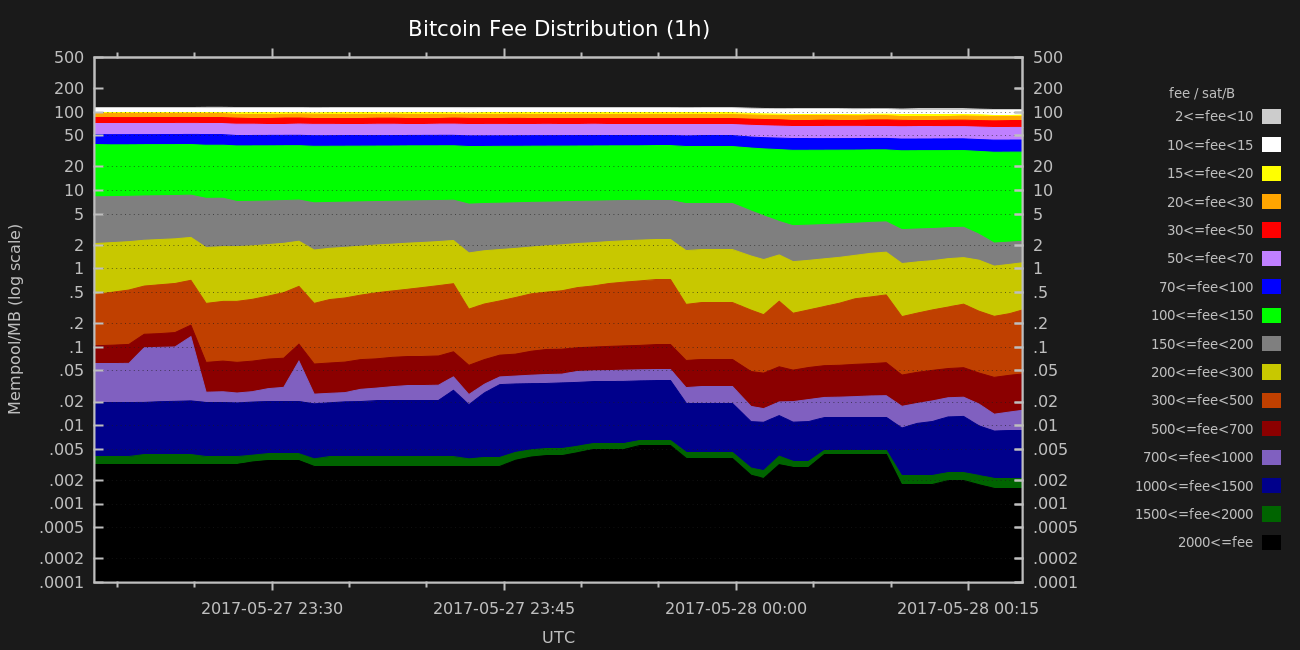 Bitcoin Fee Distribution (1h)
500
200
100
50
20
10
5
2
1
.5
.2
.1
.05
.02
.01
.005
.002
.001
.0005
.0002
.0001
Mempool/MB (log scale)
500
200
100
50
20
10
5
2
1
.5
.2
.1
.05
.02
.01
.005
.002
.001
.0005
.0002
.0001
2017-05-27 23:30
2017-05-27 23:45
2017-05-28 00:00
2017-05-28 00:15
UTC
fee / sat/B
2<=fee<10
10<=fee<15
15<=fee<20
20<=fee<30
30<=fee<50
50<=fee<70
70<=fee<100
100<=fee<150
150<=fee<200
200<=fee<300
300<=fee<500
500<=fee<700
700<=fee<1000
1000<=fee<1500
1500<=fee<2000
2000<=fee